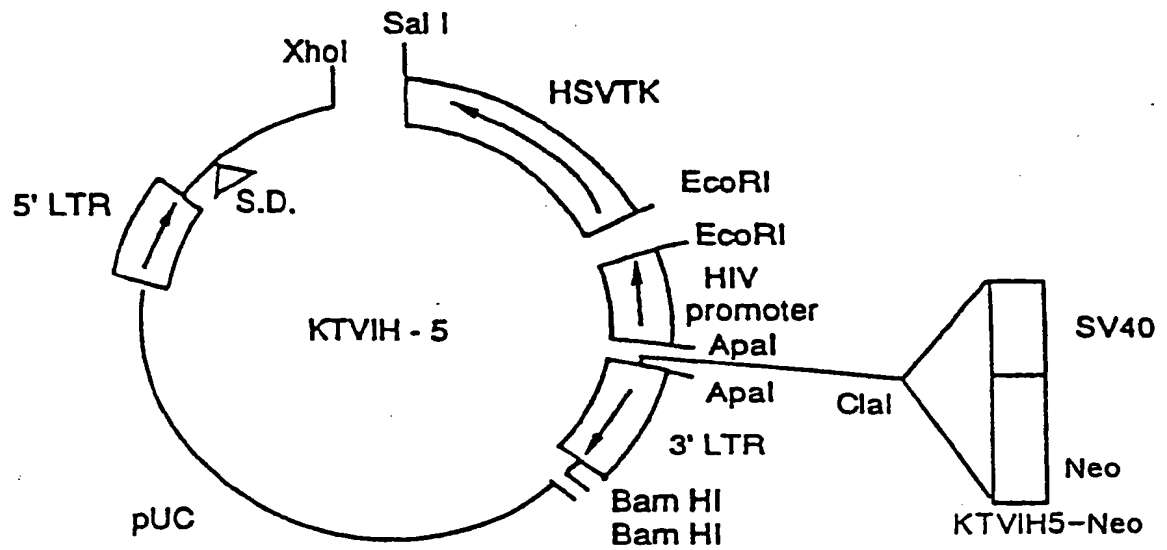 Sal I
XhoI
HSVTK
EcoRI
5' LTR
S.D.
EcoRI
HIV
promoter
KTVIH - 5
SV40
ApaI
ApaI
ClaI
3' LTR
Neo
Bam HI
pUC
KTVIH5-Neo
Bam HI